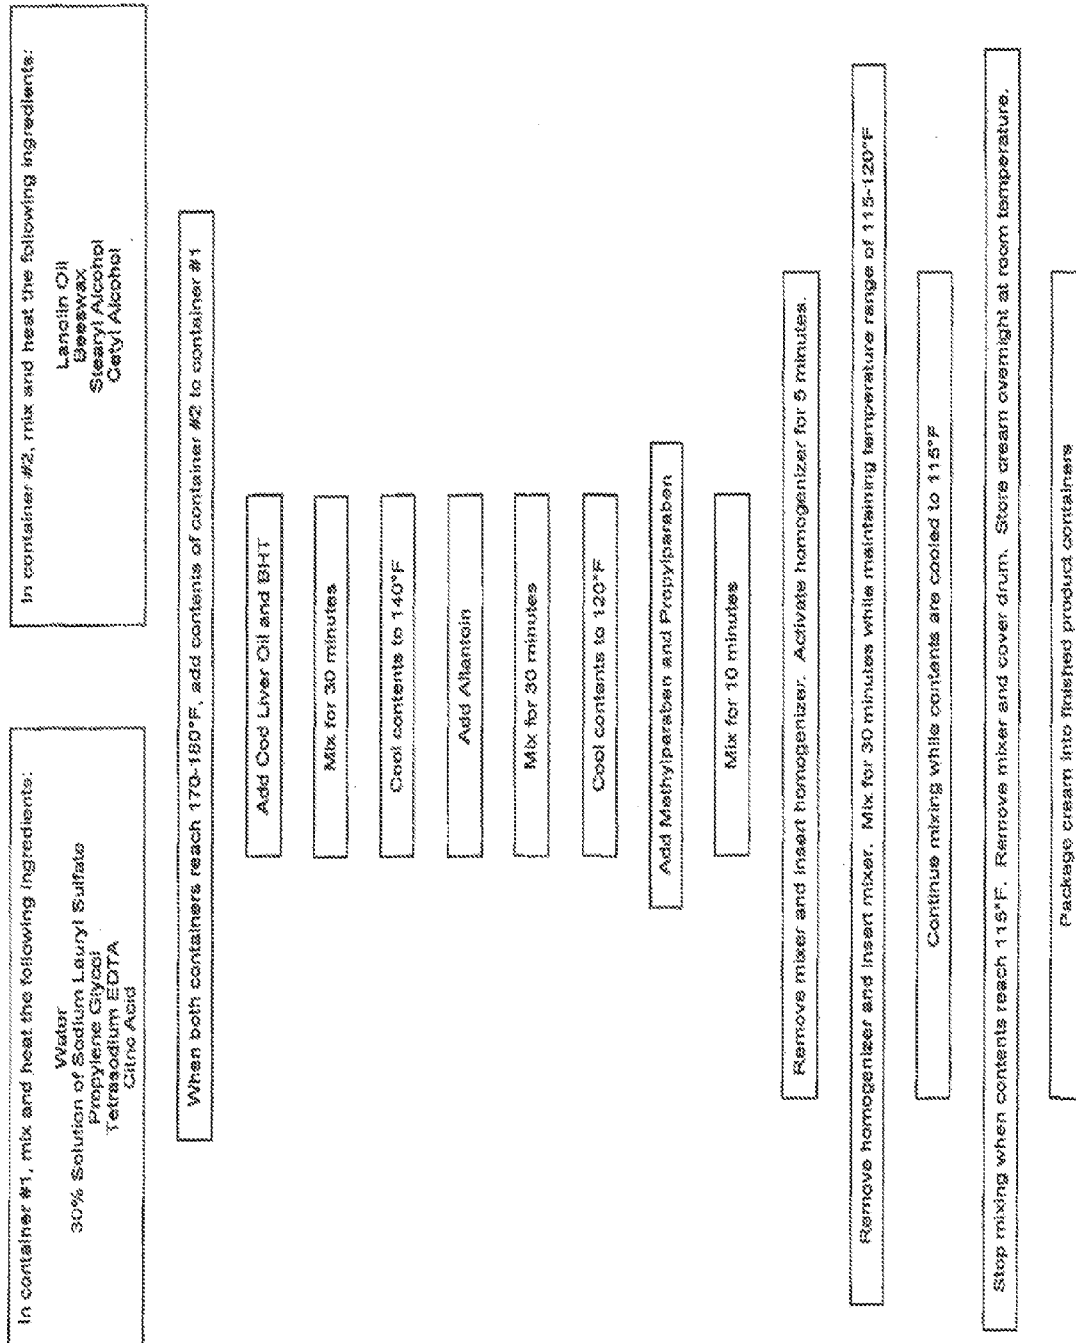 In container #1, mix and heat the following ingredients:
Water
30% Solution of Sodium Lauryl Sulfate
Propylene Glycol
Tetrasodium EDTA
Citric Acid
In container #2, mix and heat the following ingredients:
Lanolin Oil
Beeswax
Stearyl Alcohol
Cetyl Alcohol
When both containers reach 170-180°F, add contents of container #2 to container #1
Add Cod Liver Oil and BHT
Mix for 30 minutes
Cool contents to 140°F
Add Allantoin
Mix for 30 minutes
Cool contents to 120°F
Add Methylparaben and Propylparaben
Mix for 10 minutes
Remove mixer and insert homogenizer. Activate homogenizer for 5 minutes.
Remove homogenizer and insert mixer. Mix for 30 minutes while maintaining temperature range of 115-120°F
Continue mixing while contents are cooled to 115°F
Stop mixing when contents reach 115°F. Remove mixer and cover drum. Store cream overnight at room temperature.
Package cream into finished product containers